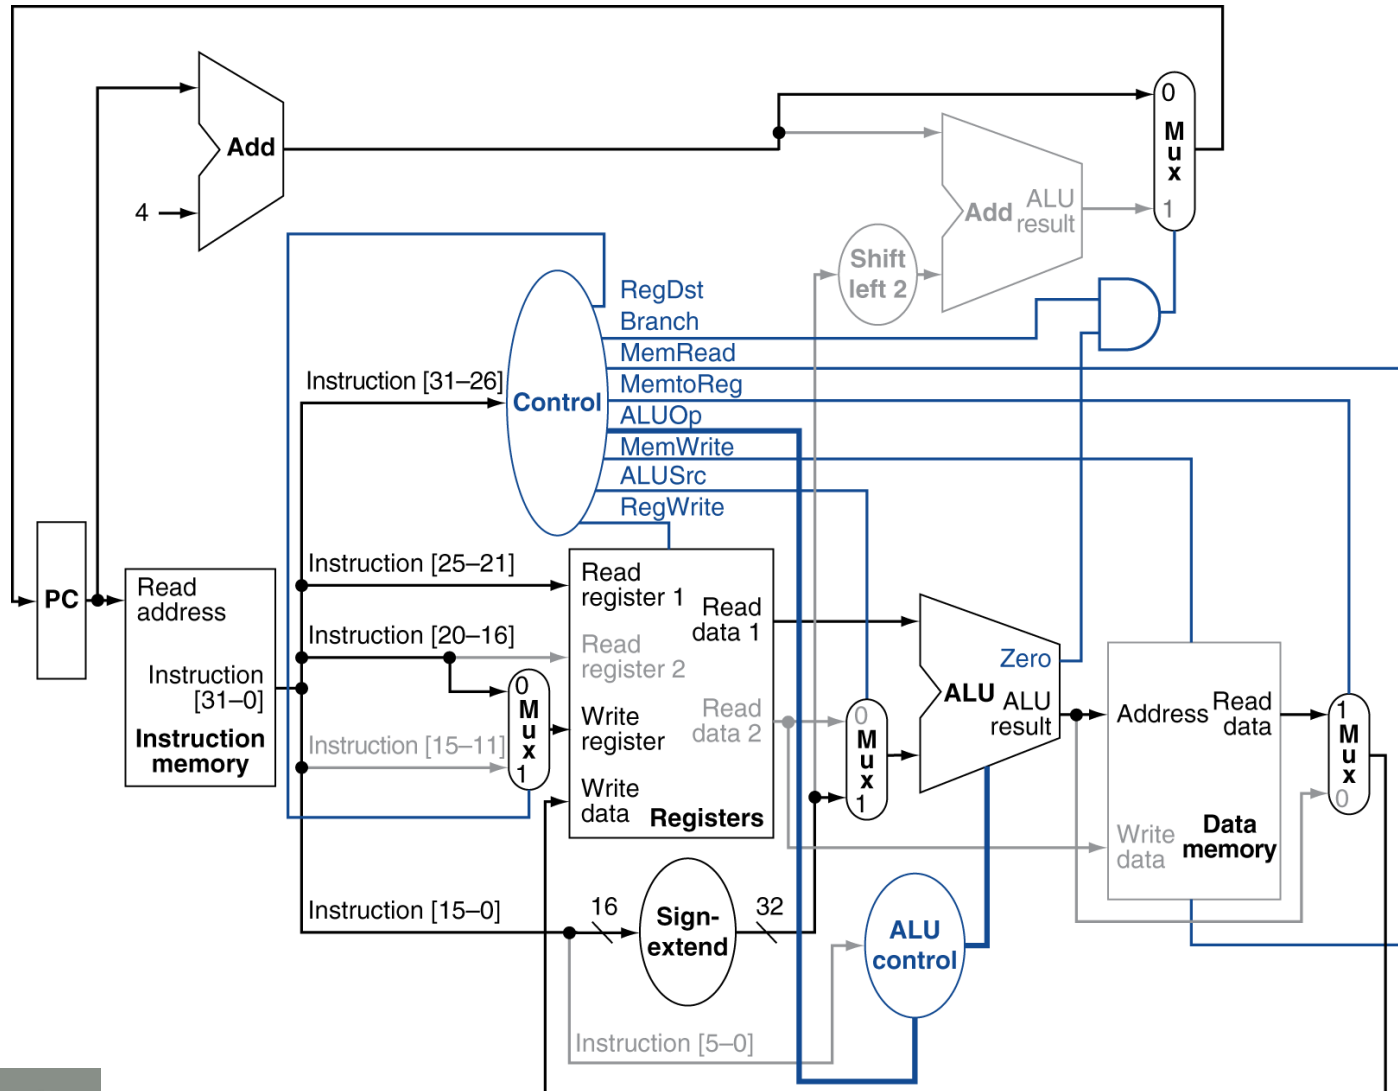 0
M
u
x
1
Add
4
Add
ALU
result
Shift
left 2
RegDst
Branch
MemRead
MemtoReg
ALUOp
MemWrite
ALUSrc
RegWrite
Instruction [31–26]
Control
PC
Read
address
Instruction
[31–0]
Instruction
memory
Instruction [25–21]
Instruction [20–16]
Instruction [15–11]
0
M
u
x
1
Read
register 1
Read
register 2
Write
register
Write
data
Read
data 1
Read
data 2
Registers
0
M
u
x
1
Zero
ALU
ALU
result
Address
Read
data
Write
data
Data
memory
1
M
u
x
0
Instruction [15–0]
16
Sign-
extend
32
ALU
control
Instruction [5–0]